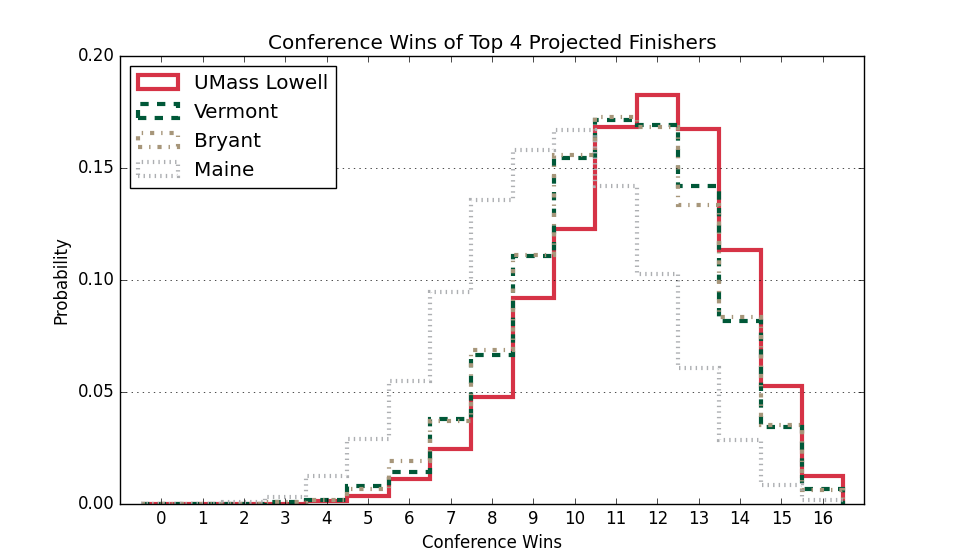 Conference Wins of Top 4 Projected Finishers
0.20
0.15
0.10
0.05
0.00
Probability
UMass Lowell
Vermont
Bryant
Maine
0 1 2 3 4 5 6 7 8 9 10 11 12 13 14 15 16
Conference Wins